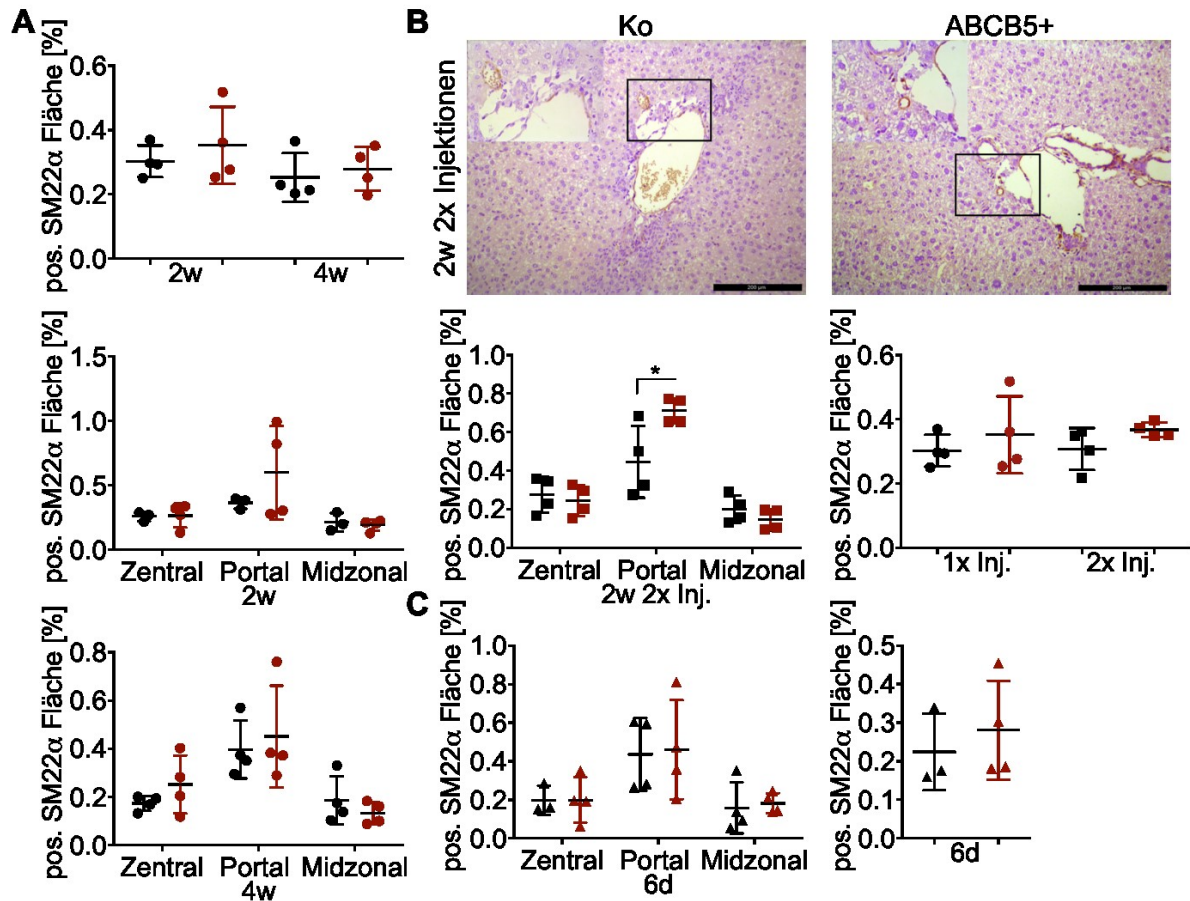 A
pos. SM22α Fläche [%]
0.6
0.4
0.2
0.0
2w
4w
pos. SM22α Fläche [%]
1.5
1.0
0.5
0.0
Zentral Portal Midzonal
2w
pos. SM22α Fläche [%]
0.8
0.6
0.4
0.2
0.0
Zentral Portal Midzonal
4w
B
Ko
ABCB5+
2w 2x Injektionen
200 µm
200 µm
pos. SM22α Fläche [%]
1.0
0.8
0.6
0.4
0.2
0.0
*
Zentral Portal Midzonal
2w 2x Inj.
pos. SM22α Fläche [%]
0.6
0.4
0.2
0.0
1x Inj.
2x Inj.
C
pos. SM22α Fläche [%]
1.0
0.8
0.6
0.4
0.2
0.0
Zentral Portal Midzonal
6d
pos. SM22α Fläche [%]
0.5
0.4
0.3
0.2
0.1
0.0
6d